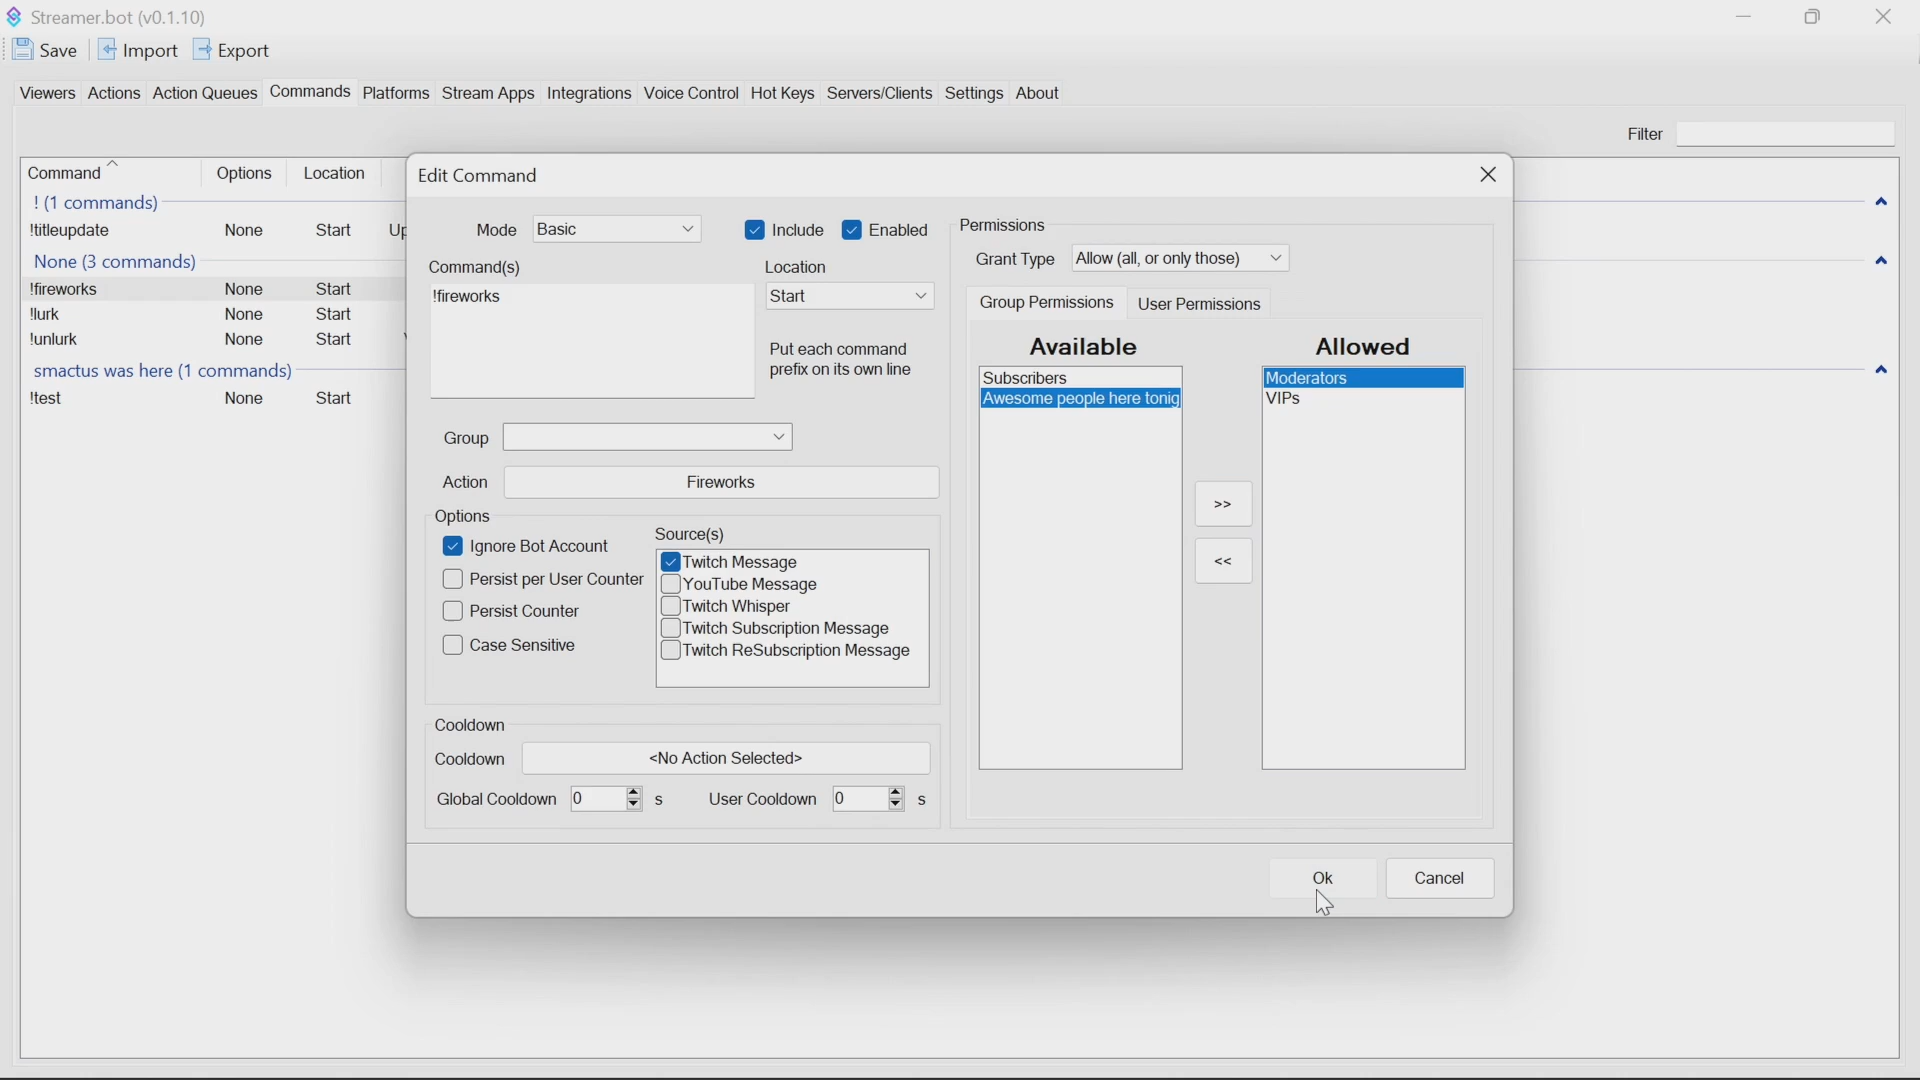 Streamer.bot (v0.1.10)
Save Import Export
Viewers Actions Action Queues Commands Platforms Stream Apps Integrations Voice Control Hot Keys Servers/Clients Settings About
Filter
Command Options Location
! (1 commands)
!titleupdate None Start
None (3 commands)
!fireworks None Start
!lurk None Start
!unlurk None Start
smactus was here (1 commands)
!test None Start
Edit Command
Mode Basic Include Enabled
Command(s) Location
!fireworks Start
Put each command
prefix on its own line
Group
Action Fireworks
Options
Ignore Bot Account
Persist per User Counter
Persist Counter
Case Sensitive
Source(s)
Twitch Message
YouTube Message
Twitch Whisper
Twitch Subscription Message
Twitch ReSubscription Message
Cooldown
Cooldown <No Action Selected>
Global Cooldown 0 s User Cooldown 0 s
Permissions
Grant Type Allow (all, or only those)
Group Permissions User Permissions
Available
Subscribers
Awesome people here tonig
>>
<<
Allowed
Moderators
VIPs
Ok Cancel